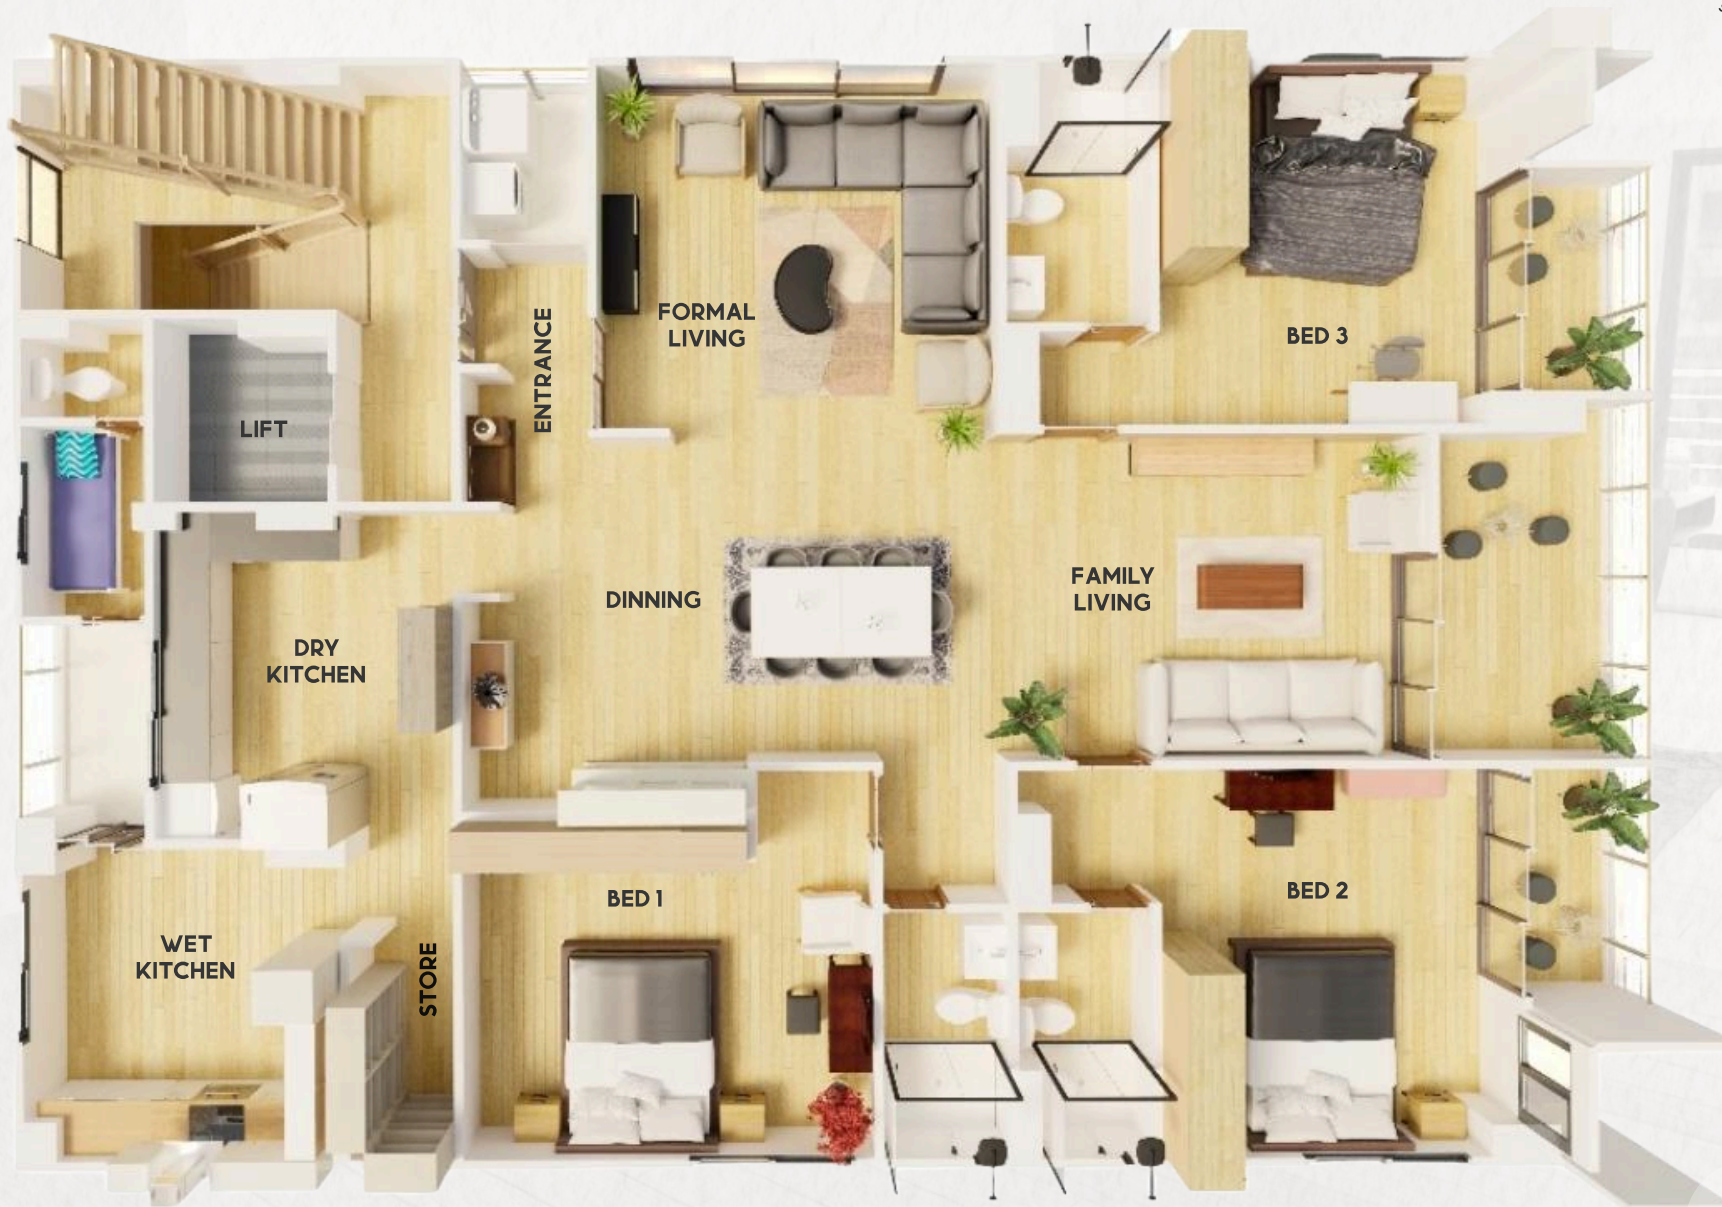 FORMAL
LIVING
ENTRANCE
BED 3
LIFT
DINNING
FAMILY
LIVING
DRY
KITCHEN
BED 1
BED 2
WET
KITCHEN
STORE